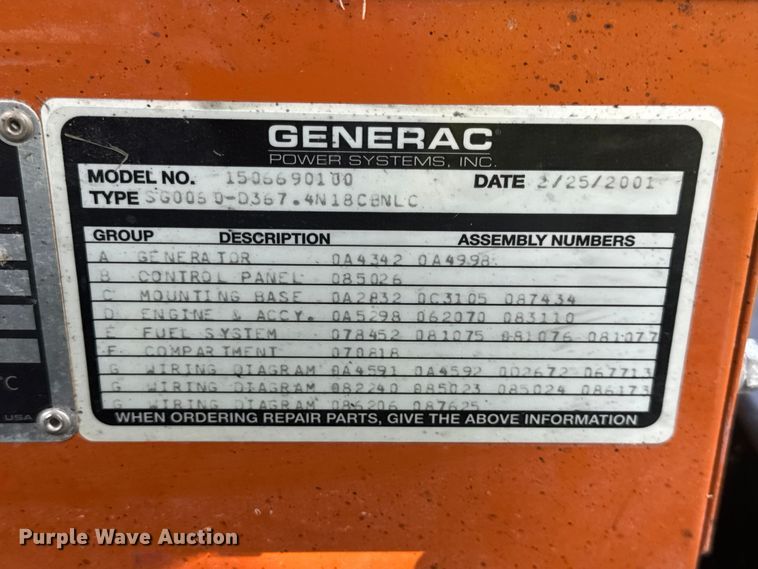 GENERAC
POWER SYSTEMS, INC.
MODEL NO. 1506690100 DATE 2/25/2001
TYPE SG0060-D367.4N18CBNLC
GROUP DESCRIPTION ASSEMBLY NUMBERS
A GENERATOR 0A4342 0A4998
B CONTROL PANEL 085026
C MOUNTING BASE 0A2832 0C3105 087434
D ENGINE & ACCY. 0A5298 062070 083110
E FUEL SYSTEM 078452 081075 081076 081077
F COMPARTMENT 070818
G WIRING DIAGRAM 0A4591 0A4592 0D2672 067713
G WIRING DIAGRAM 082240 085023 085024 086173
G WIRING DIAGRAM 086206 087625
WHEN ORDERING REPAIR PARTS, GIVE THE ABOVE INFORMATION
°C
USA
Purple Wave Auction